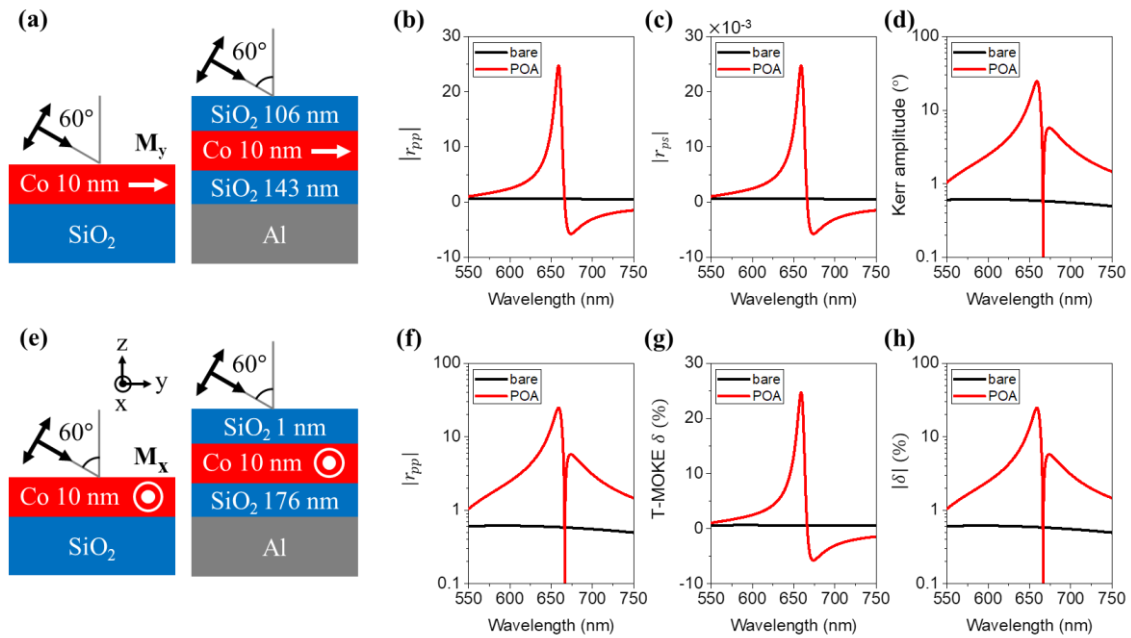 (a)
60°
M_y
Co 10 nm
SiO₂
60°
SiO₂ 106 nm
Co 10 nm
SiO₂ 143 nm
Al
(b)
bare
POA
|r_pp|
30
20
10
0
-10
550 600 650 700 750
Wavelength (nm)
(c)
×10⁻³
bare
POA
|r_ps|
30
20
10
0
-10
550 600 650 700 750
Wavelength (nm)
(d)
bare
POA
Kerr amplitude (°)
100
10
1
0.1
550 600 650 700 750
Wavelength (nm)
(e)
z
y
x
60°
M_x
Co 10 nm
SiO₂
60°
SiO₂ 1 nm
Co 10 nm
SiO₂ 176 nm
Al
(f)
bare
POA
|r_pp|
100
10
1
0.1
550 600 650 700 750
Wavelength (nm)
(g)
bare
POA
T-MOKE δ (%)
30
20
10
0
-10
550 600 650 700 750
Wavelength (nm)
(h)
bare
POA
|δ| (%)
100
10
1
0.1
550 600 650 700 750
Wavelength (nm)